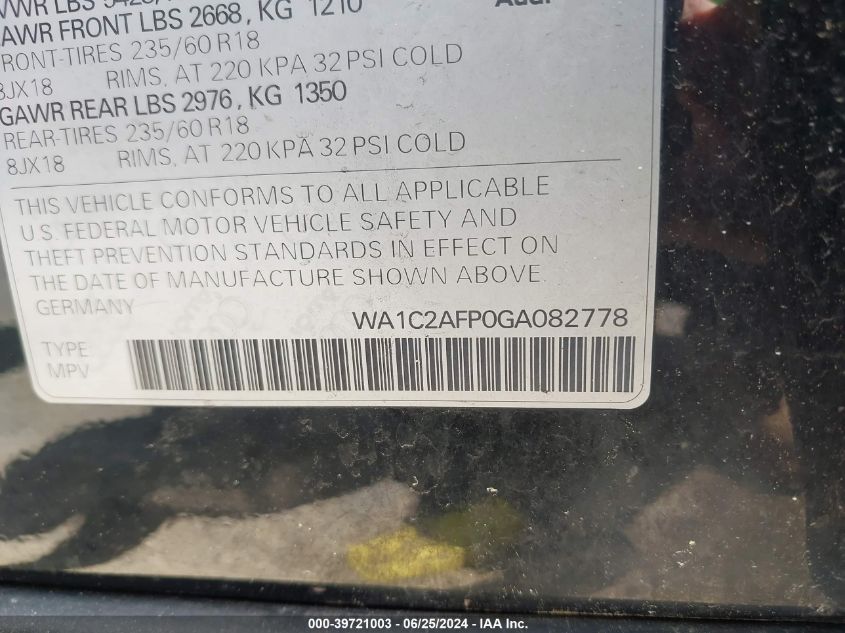 GAWR FRONT LBS 2668, KG 1210
FRONT-TIRES 235/60 R18
8JX18 RIMS, AT 220 KPA 32 PSI COLD
GAWR REAR LBS 2976, KG 1350
REAR-TIRES 235/60 R18
8JX18 RIMS, AT 220 KPA 32 PSI COLD
THIS VEHICLE CONFORMS TO ALL APPLICABLE
U.S. FEDERAL MOTOR VEHICLE SAFETY AND
THEFT PREVENTION STANDARDS IN EFFECT ON
THE DATE OF MANUFACTURE SHOWN ABOVE.
GERMANY
WA1C2AFP0GA082778
TYPE:
MPV
000-39721003 - 06/25/2024 - IAA Inc.